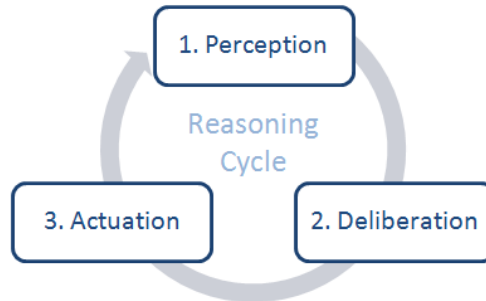 1. Perception
Reasoning
Cycle
3. Actuation
2. Deliberation